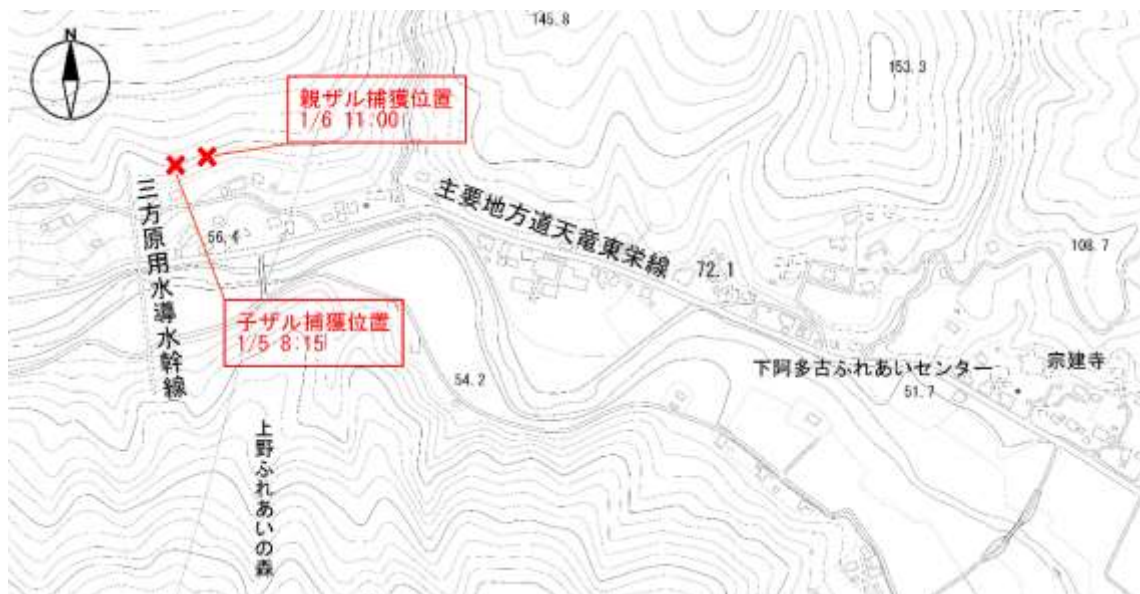 N
145.8
153.3
親ザル捕獲位置
1/6 11:00
三方原用水導水幹線
主要地方道天竜東栄線
56.4
72.1
108.7
子ザル捕獲位置
1/5 8:15
54.2
下阿多古ふれあいセンター
51.7
宗建寺
上野ふれあいの森